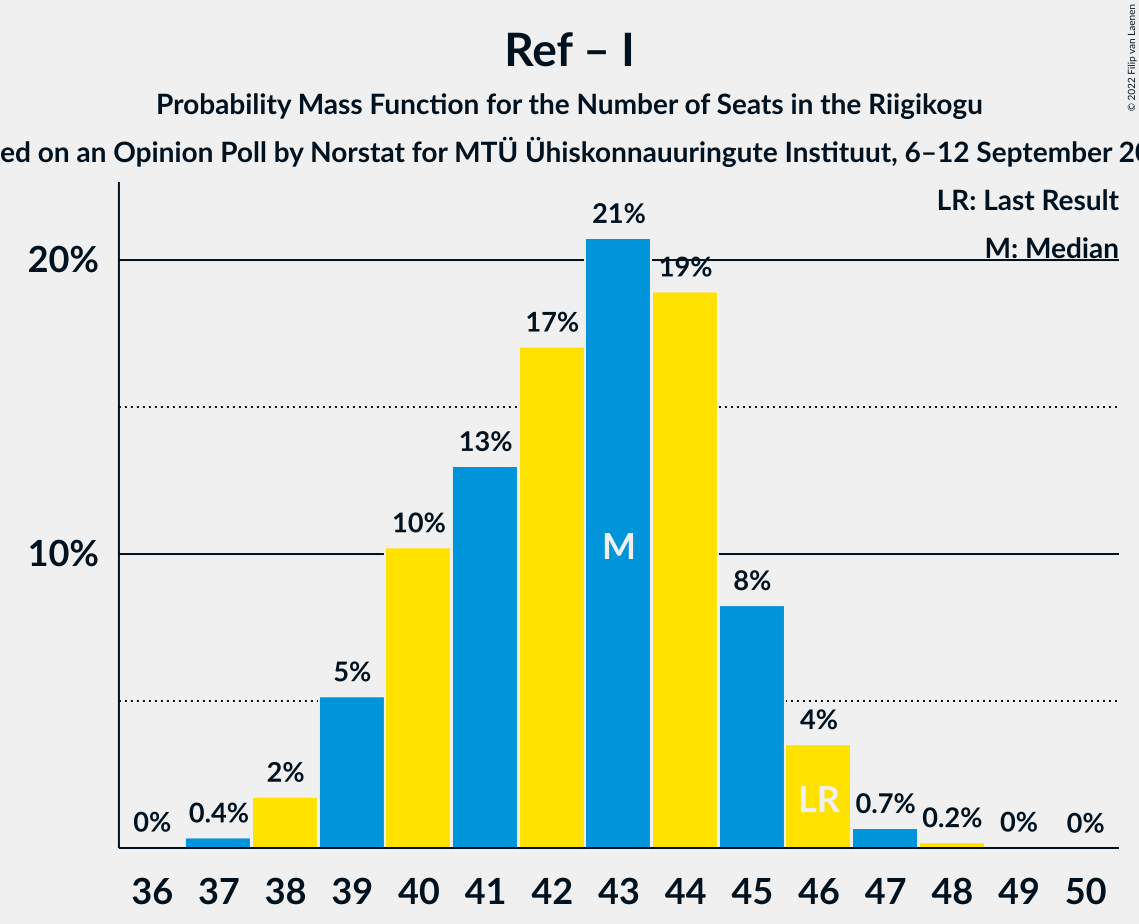 Ref – I
Probability Mass Function for the Number of Seats in the Riigikogu
ed on an Opinion Poll by Norstat for MTÜ Ühiskonnauuringute Instituut, 6–12 September 20
© 2022 Filip van Laenen
LR: Last Result
M: Median
20%
10%
0%
0.4%
2%
5%
10%
13%
17%
21%
19%
8%
4%
0.7%
0.2%
0%
0%
M
LR
36 37 38 39 40 41 42 43 44 45 46 47 48 49 50